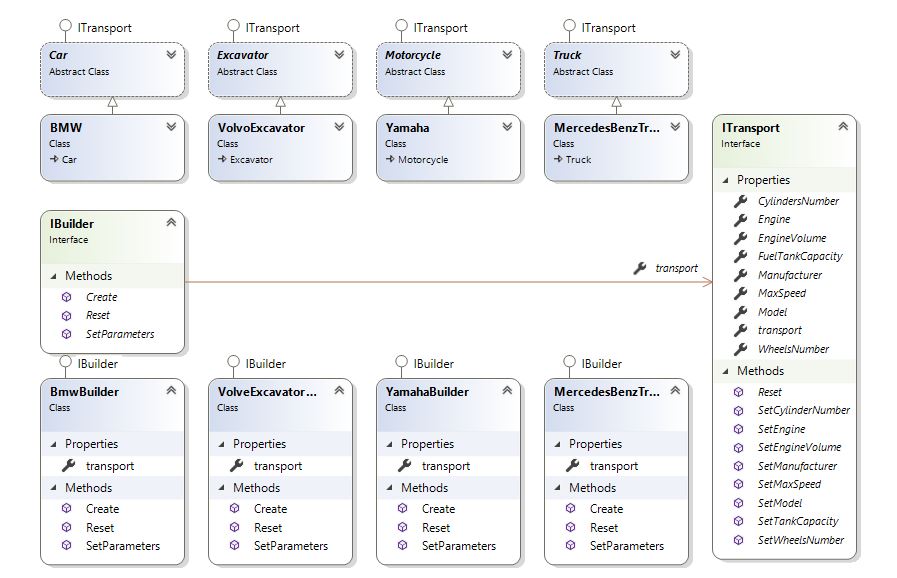 ITransport
Car
Abstract Class
BMW
Class
Car
ITransport
Excavator
Abstract Class
VolvoExcavator
Class
Excavator
ITransport
Motorcycle
Abstract Class
Yamaha
Class
Motorcycle
ITransport
Truck
Abstract Class
MercedesBenzTr...
Class
Truck
ITransport
Interface
Properties
CylindersNumber
Engine
EngineVolume
FuelTankCapacity
Manufacturer
MaxSpeed
Model
transport
WheelsNumber
Methods
Reset
SetCylinderNumber
SetEngine
SetEngineVolume
SetManufacturer
SetMaxSpeed
SetModel
SetTankCapacity
SetWheelsNumber
IBuilder
Interface
Methods
Create
Reset
SetParameters
transport
IBuilder
BmwBuilder
Class
Properties
transport
Methods
Create
Reset
SetParameters
IBuilder
VolveExcavator...
Class
Properties
transport
Methods
Create
Reset
SetParameters
IBuilder
YamahaBuilder
Class
Properties
transport
Methods
Create
Reset
SetParameters
IBuilder
MercedesBenzTr...
Class
Properties
transport
Methods
Create
Reset
SetParameters